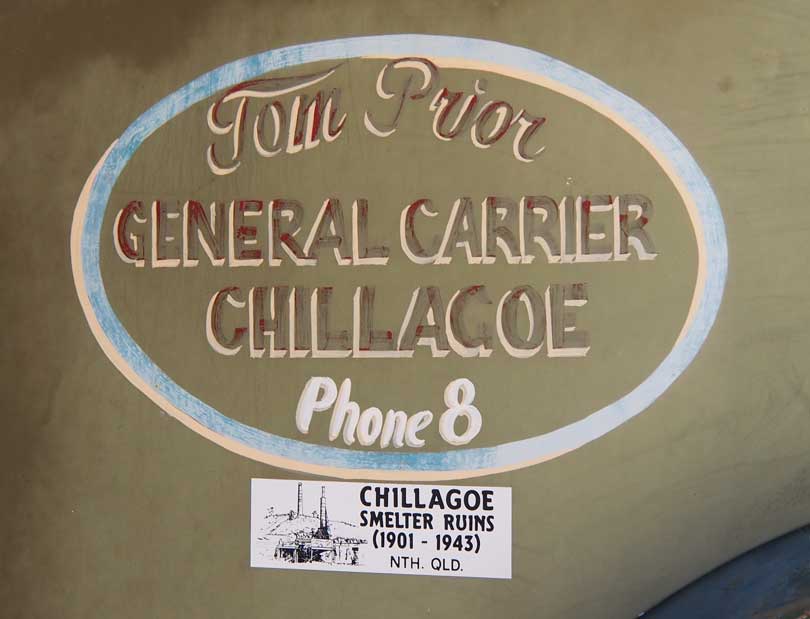 Tom Prior
GENERAL CARRIER
CHILLAGOE
Phone 8
CHILLAGOE
SMELTER RUINS
(1901 - 1943)
NTH. QLD.